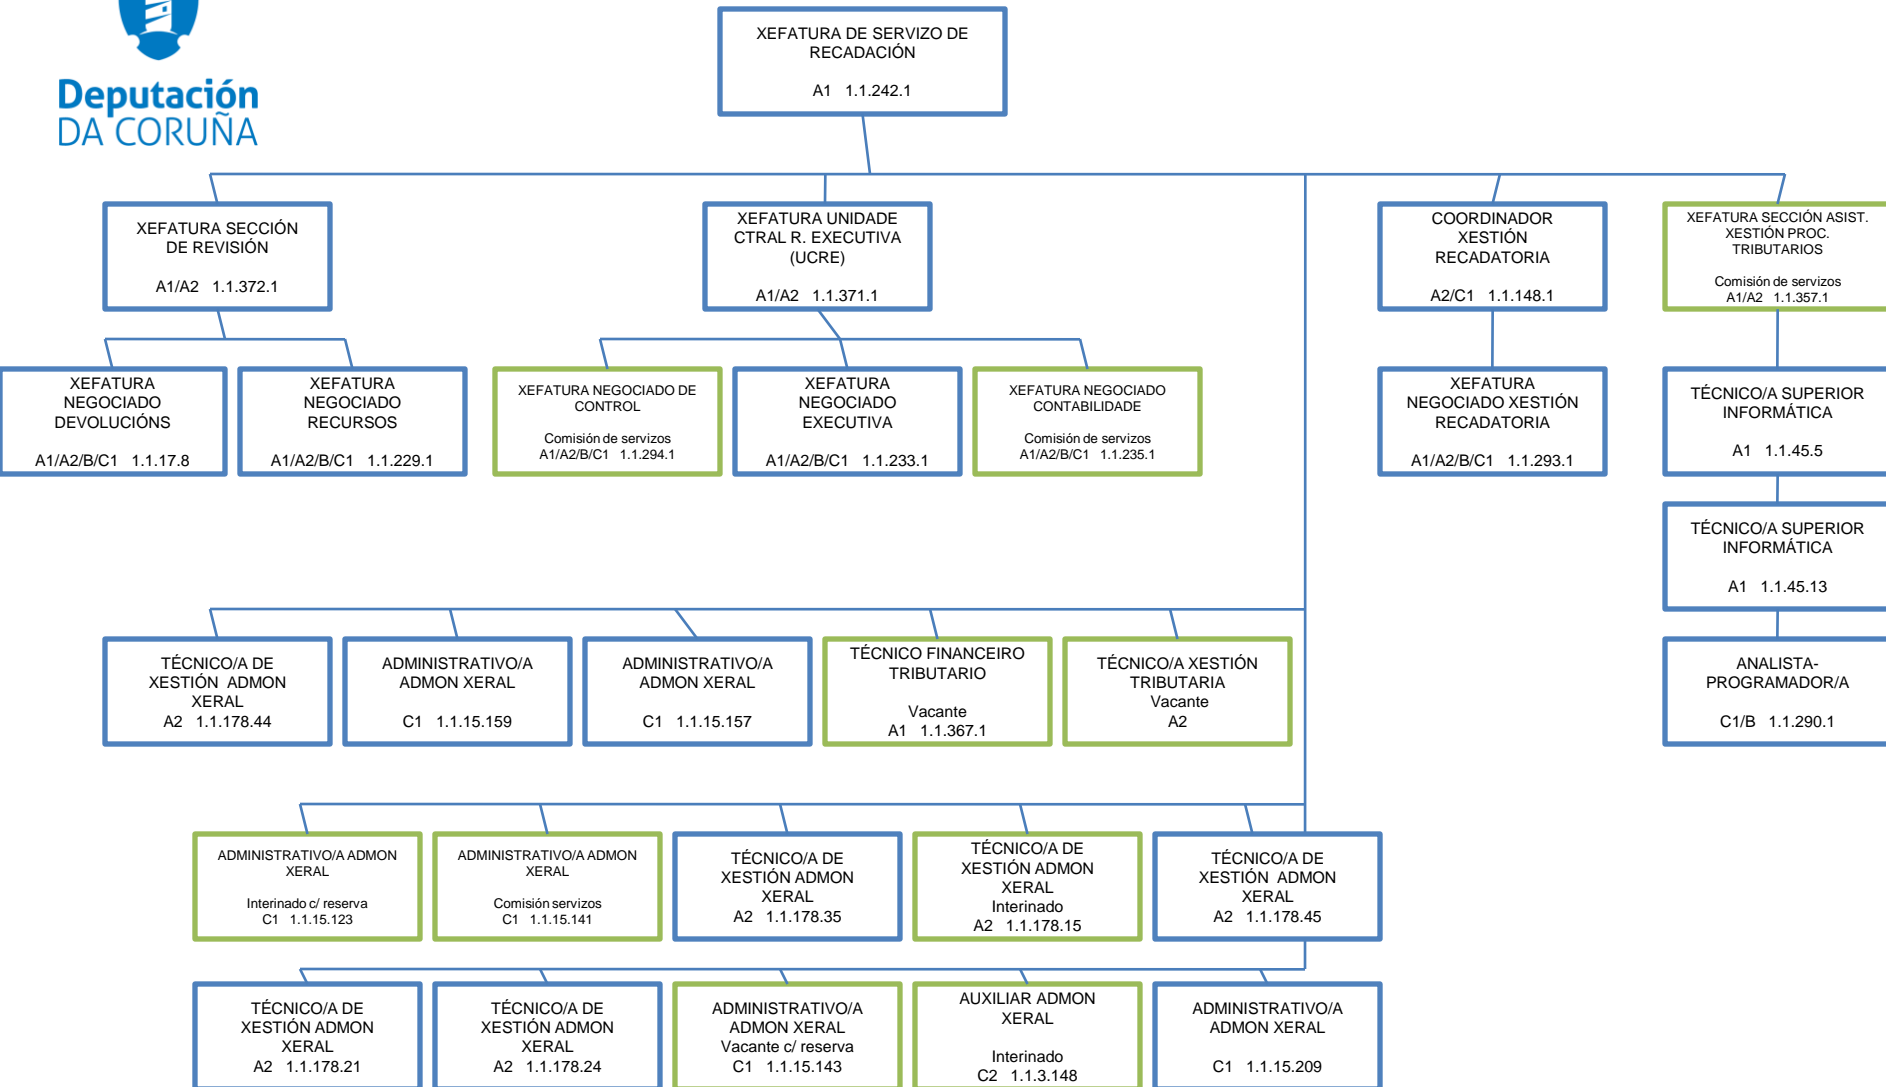 Deputación
DA CORUÑA
XEFATURA DE SERVIZO DE
RECADACIÓN
A1 1.1.242.1
XEFATURA SECCIÓN
DE REVISIÓN
A1/A2 1.1.372.1
XEFATURA UNIDADE
CTRAL R. EXECUTIVA
(UCRE)
A1/A2 1.1.371.1
COORDINADOR
XESTIÓN
RECADATORIA
A2/C1 1.1.148.1
XEFATURA SECCIÓN ASIST.
XESTIÓN PROC.
TRIBUTARIOS
Comisión de servizos
A1/A2 1.1.357.1
XEFATURA
NEGOCIADO
DEVOLUCIÓNS
A1/A2/B/C1 1.1.17.8
XEFATURA
NEGOCIADO
RECURSOS
A1/A2/B/C1 1.1.229.1
XEFATURA NEGOCIADO DE
CONTROL
Comisión de servizos
A1/A2/B/C1 1.1.294.1
XEFATURA
NEGOCIADO
EXECUTIVA
A1/A2/B/C1 1.1.233.1
XEFATURA NEGOCIADO
CONTABILIDADE
Comisión de servizos
A1/A2/B/C1 1.1.235.1
XEFATURA
NEGOCIADO XESTIÓN
RECADATORIA
A1/A2/B/C1 1.1.293.1
TÉCNICO/A SUPERIOR
INFORMÁTICA
A1 1.1.45.5
TÉCNICO/A SUPERIOR
INFORMÁTICA
A1 1.1.45.13
TÉCNICO/A DE
XESTIÓN ADMON
XERAL
A2 1.1.178.44
ADMINISTRATIVO/A
ADMON XERAL
C1 1.1.15.159
ADMINISTRATIVO/A
ADMON XERAL
C1 1.1.15.157
TÉCNICO FINANCEIRO
TRIBUTARIO
Vacante
A1 1.1.367.1
TÉCNICO/A XESTIÓN
TRIBUTARIA
Vacante
A2
ANALISTA-
PROGRAMADOR/A
C1/B 1.1.290.1
ADMINISTRATIVO/A ADMON
XERAL
Interinado c/ reserva
C1 1.1.15.123
ADMINISTRATIVO/A ADMON
XERAL
Comisión servizos
C1 1.1.15.141
TÉCNICO/A DE
XESTIÓN ADMON
XERAL
A2 1.1.178.35
TÉCNICO/A DE
XESTIÓN ADMON
XERAL
Interinado
A2 1.1.178.15
TÉCNICO/A DE
XESTIÓN ADMON
XERAL
A2 1.1.178.45
TÉCNICO/A DE
XESTIÓN ADMON
XERAL
A2 1.1.178.21
TÉCNICO/A DE
XESTIÓN ADMON
XERAL
A2 1.1.178.24
ADMINISTRATIVO/A
ADMON XERAL
Vacante c/ reserva
C1 1.1.15.143
AUXILIAR ADMON
XERAL
Interinado
C2 1.1.3.148
ADMINISTRATIVO/A
ADMON XERAL
C1 1.1.15.209